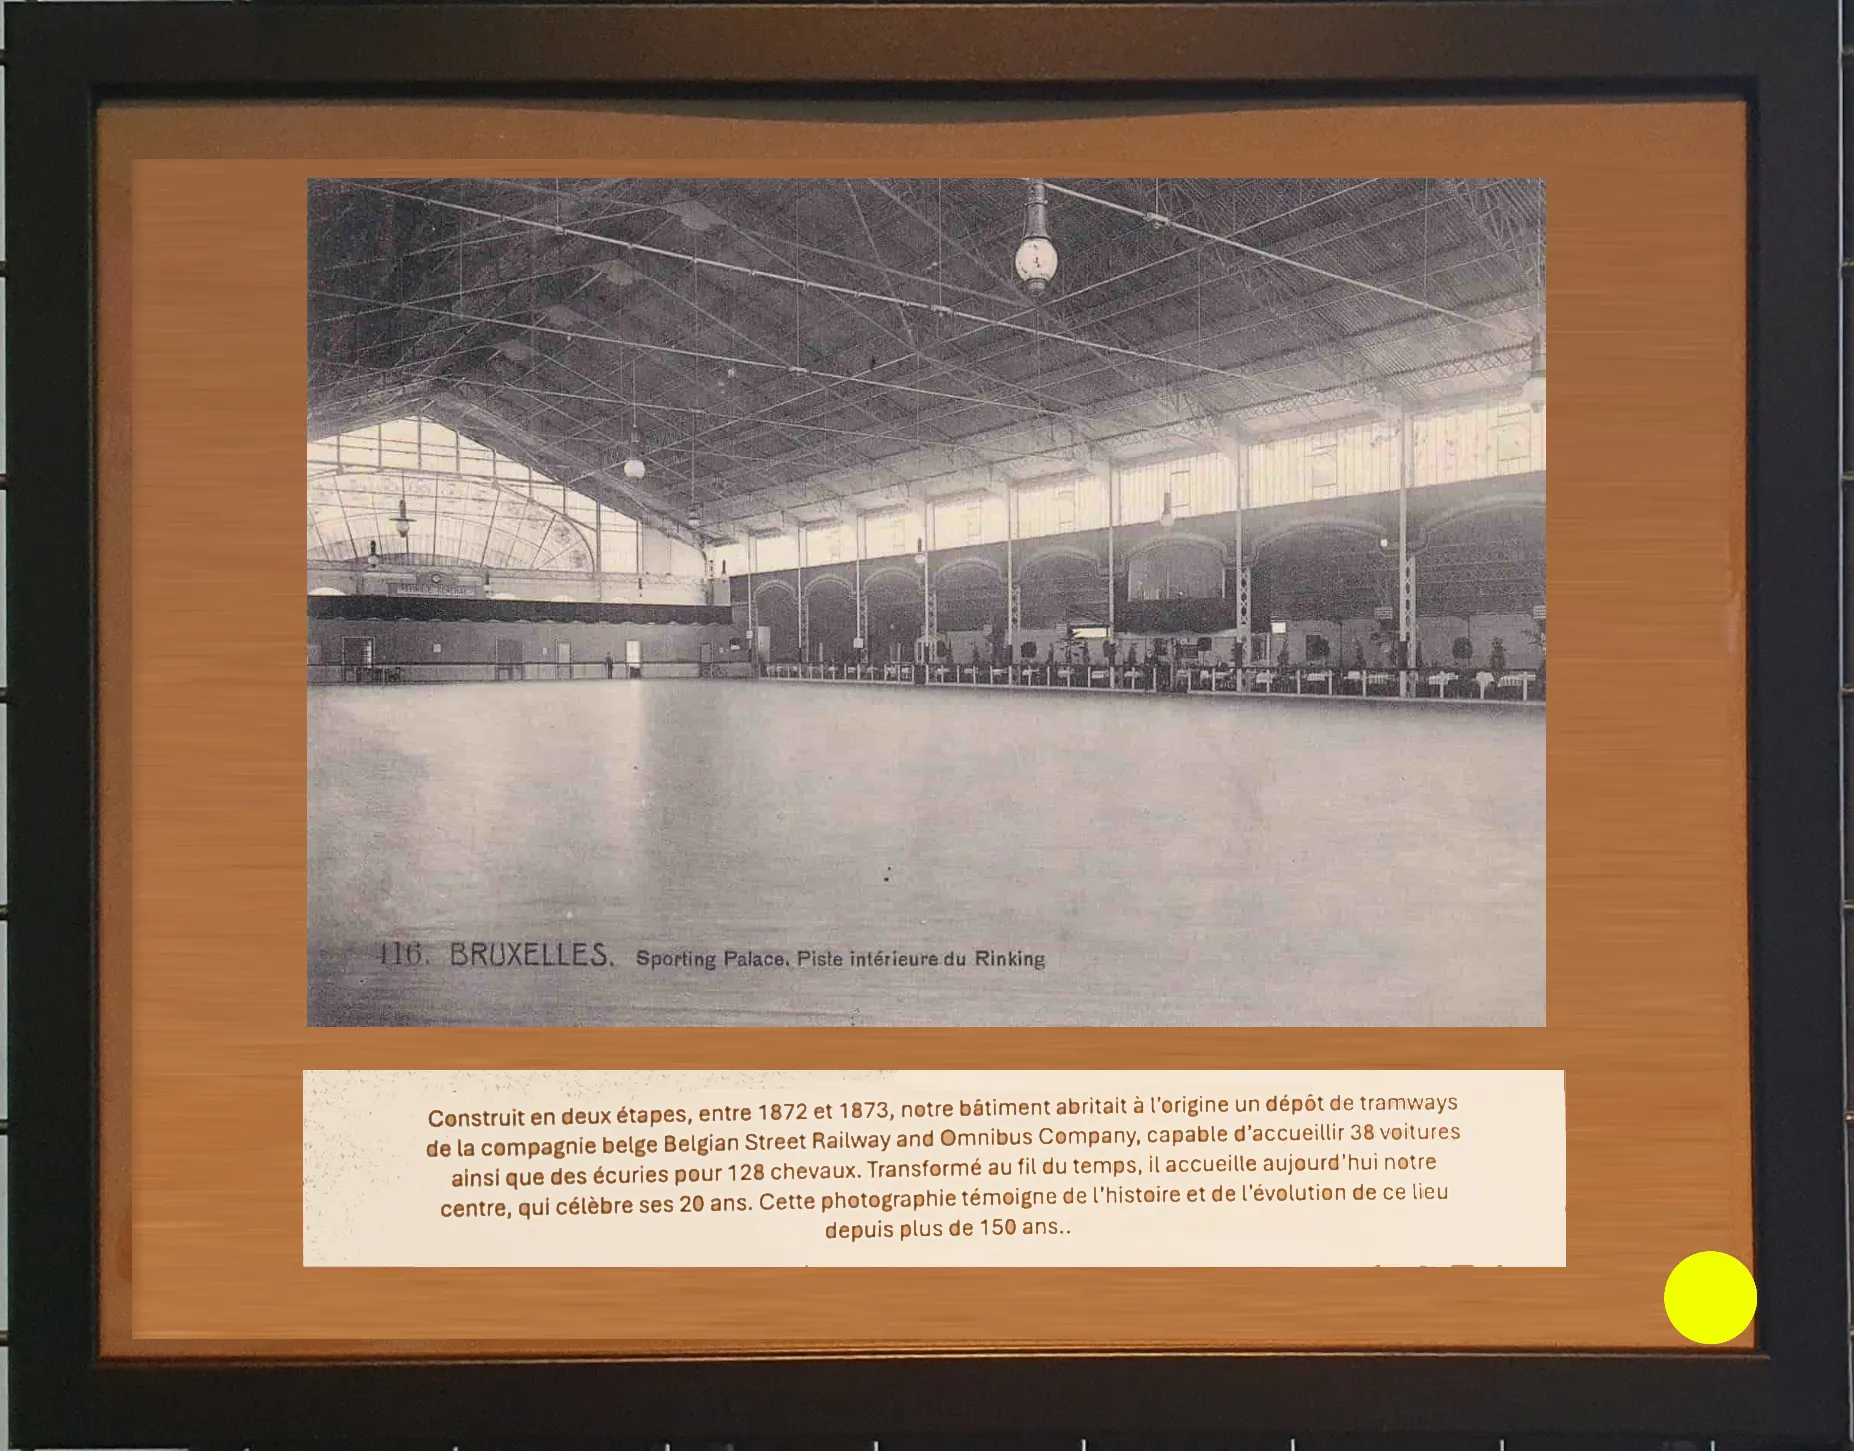 116. BRUXELLES. Sporting Palace. Piste intérieure du Rinking
Construit en deux étapes, entre 1872 et 1873, notre bâtiment abritait à l'origine un dépôt de tramways
de la compagnie belge Belgian Street Railway and Omnibus Company, capable d'accueillir 38 voitures
ainsi que des écuries pour 128 chevaux. Transformé au fil du temps, il accueille aujourd'hui notre
centre, qui célèbre ses 20 ans. Cette photographie témoigne de l'histoire et de l'évolution de ce lieu
depuis plus de 150 ans..